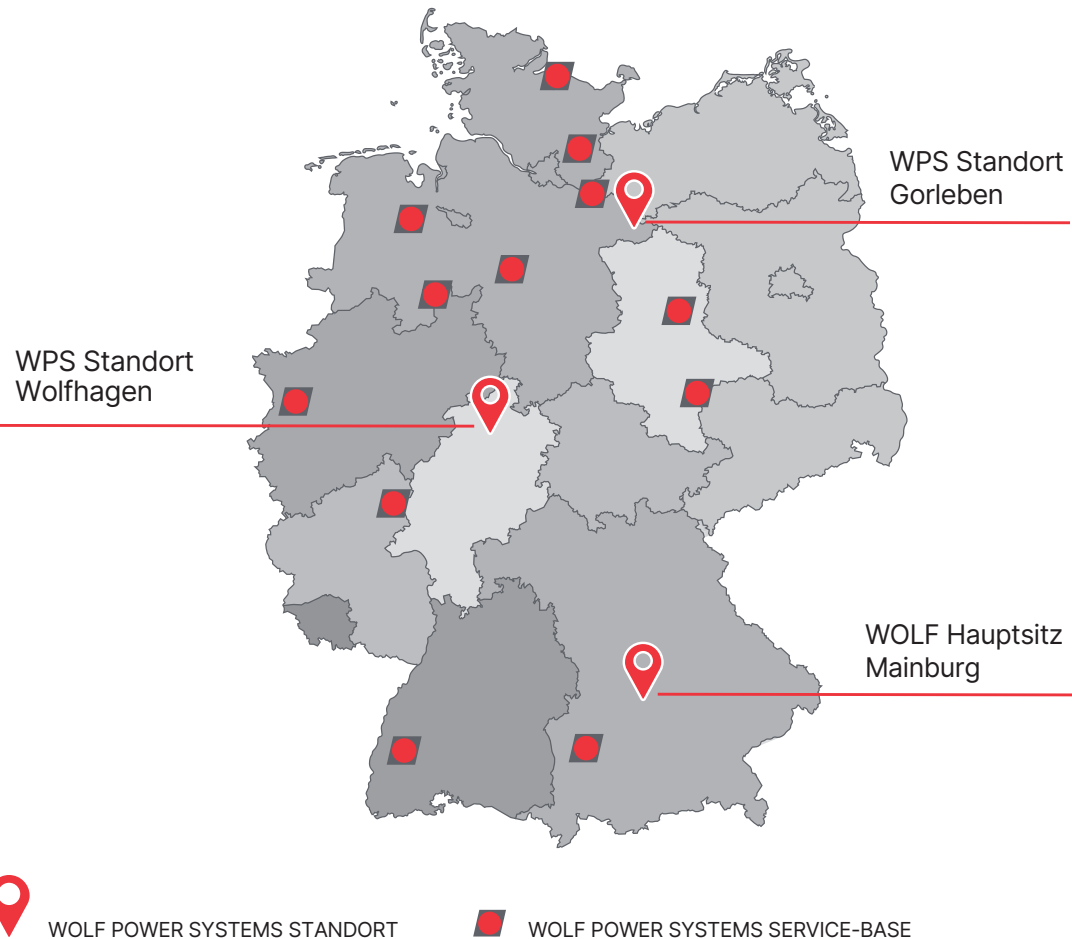 WPS Standort
Gorleben
WPS Standort
Wolfhagen
WOLF Hauptsitz
Mainburg
WOLF POWER SYSTEMS STANDORT
WOLF POWER SYSTEMS SERVICE-BASE